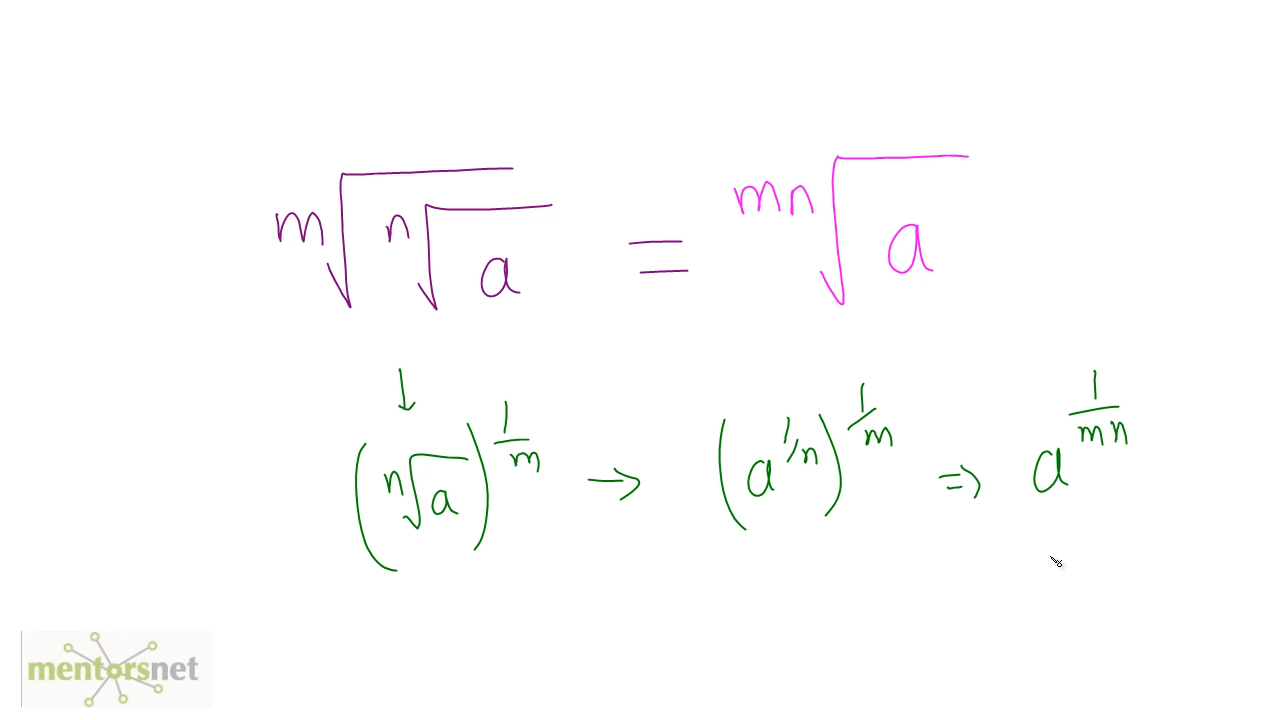 m√(n√a) = mn√a
↓
(n√a)^(1/m) → (a^(1/n))^(1/m) ⇒ a^(1/mn)
mentorsnet